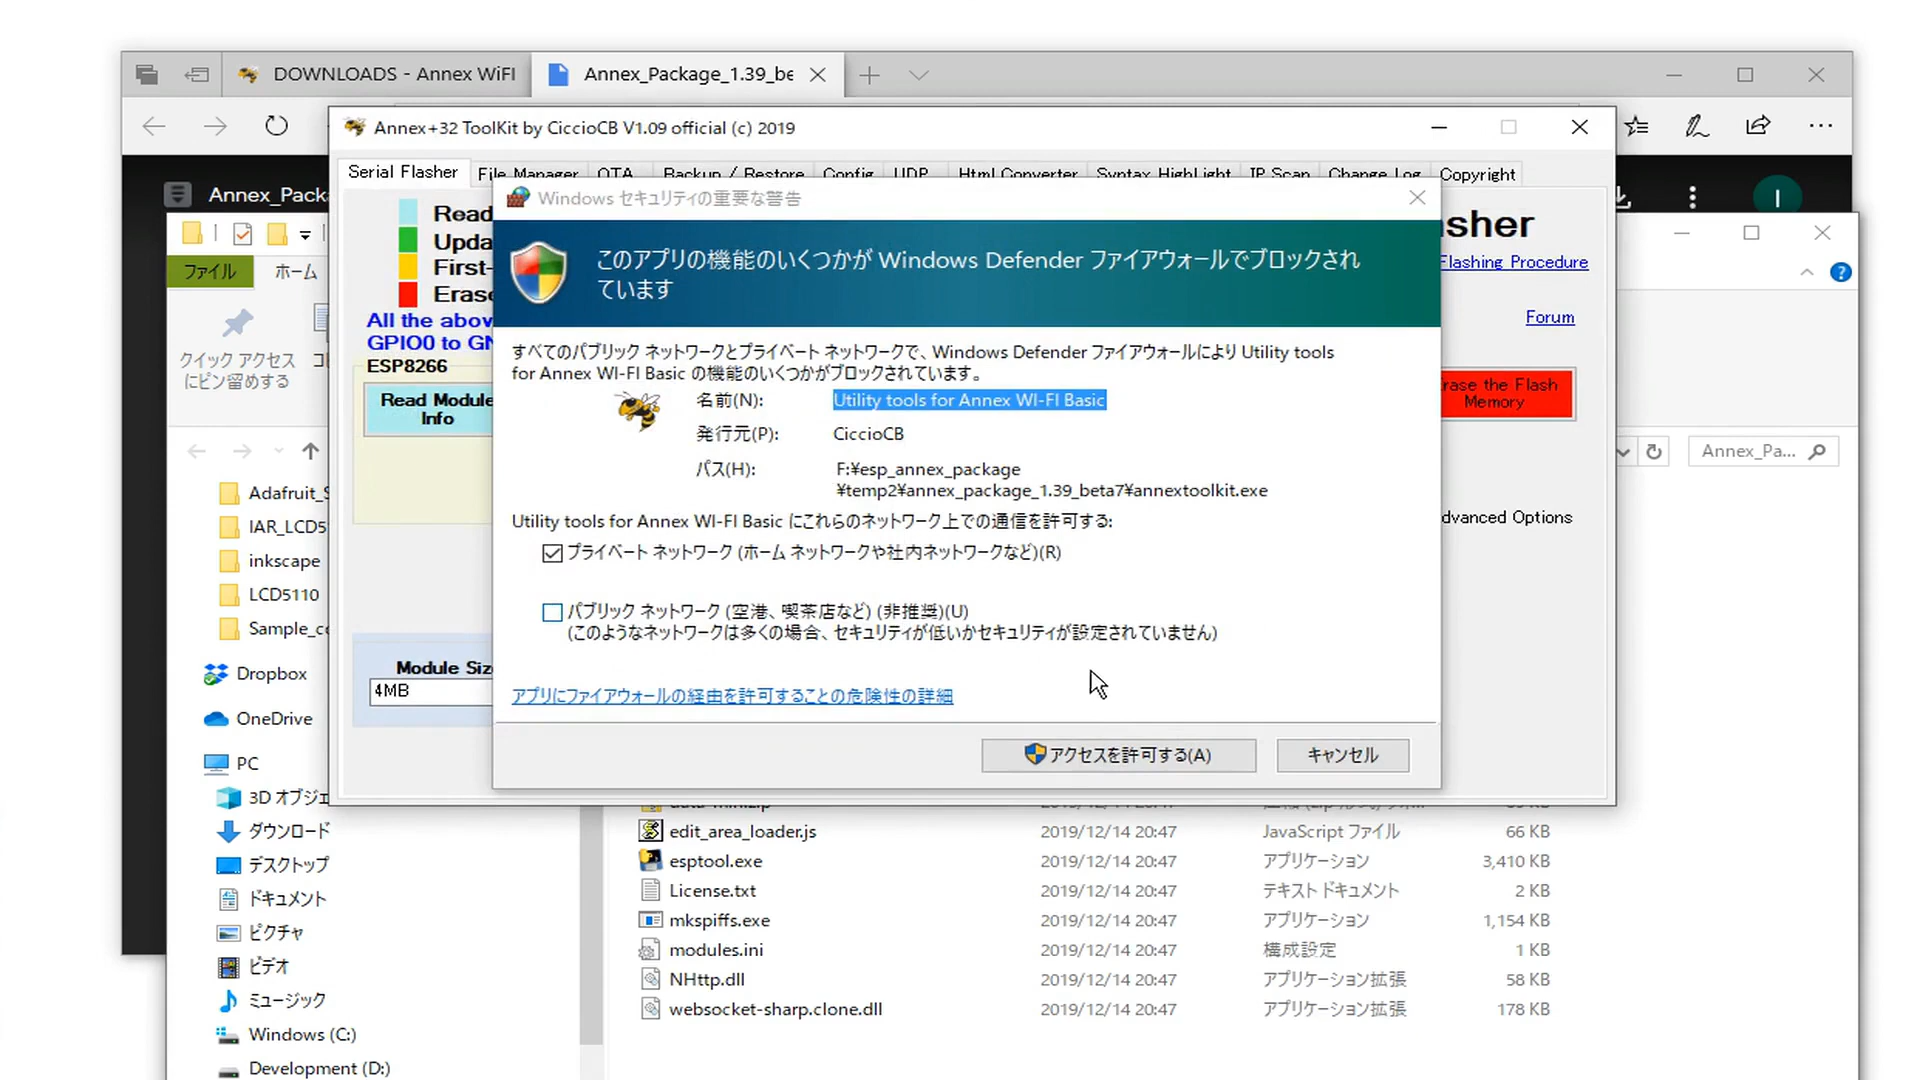 DOWNLOADS - Annex WiFI
Annex_Package_1.39_be
Annex+32 ToolKit by CiccioCB V1.09 official (c) 2019
Serial Flasher
File Manager
OTA
Backup / Restore
Config
UDP
Html Converter
Syntax HighLight
IP Scan
Change Log
Copyright
Annex_Packa
I
Windows セキュリティの重要な警告
このアプリの機能のいくつかが Windows Defender ファイアウォールでブロックされ
ています
すべてのパブリック ネットワークとプライベート ネットワークで、Windows Defender ファイアウォールにより Utility tools
for Annex WI-FI Basic の機能のいくつかがブロックされています。
名前(N): Utility tools for Annex WI-FI Basic
発行元(P): CiccioCB
パス(H): F:¥esp_annex_package
¥temp2¥annex_package_1.39_beta7¥annextoolkit.exe
Utility tools for Annex WI-FI Basic にこれらのネットワーク上での通信を許可する:
プライベート ネットワーク (ホーム ネットワークや社内ネットワークなど)(R)
パブリック ネットワーク (空港、喫茶店など) (非推奨)(U)
(このようなネットワークは多くの場合、セキュリティが低いかセキュリティが設定されていません)
アプリにファイアウォールの経由を許可することの危険性の詳細
アクセスを許可する(A)
キャンセル
Read
Upda
First-
Erase
All the abov
GPIO0 to GN
ESP8266
Read Module
Info
Module Siz
4MB
sher
Flashing Procedure
Forum
rase the Flash
Memory
dvanced Options
ファイル
ホーム
クイック アクセス
にピン留めする
コ
Annex_Pa...
Adafruit_S
IAR_LCD5
inkscape
LCD5110
Sample_co
Dropbox
OneDrive
PC
3D オブジェ
ダウンロード
デスクトップ
ドキュメント
ピクチャ
ビデオ
ミュージック
Windows (C:)
Development (D:)
edit_area_loader.js 2019/12/14 20:47 JavaScript ファイル 66 KB
esptool.exe 2019/12/14 20:47 アプリケーション 3,410 KB
License.txt 2019/12/14 20:47 テキスト ドキュメント 2 KB
mkspiffs.exe 2019/12/14 20:47 アプリケーション 1,154 KB
modules.ini 2019/12/14 20:47 構成設定 1 KB
NHttp.dll 2019/12/14 20:47 アプリケーション拡張 58 KB
websocket-sharp.clone.dll 2019/12/14 20:47 アプリケーション拡張 178 KB